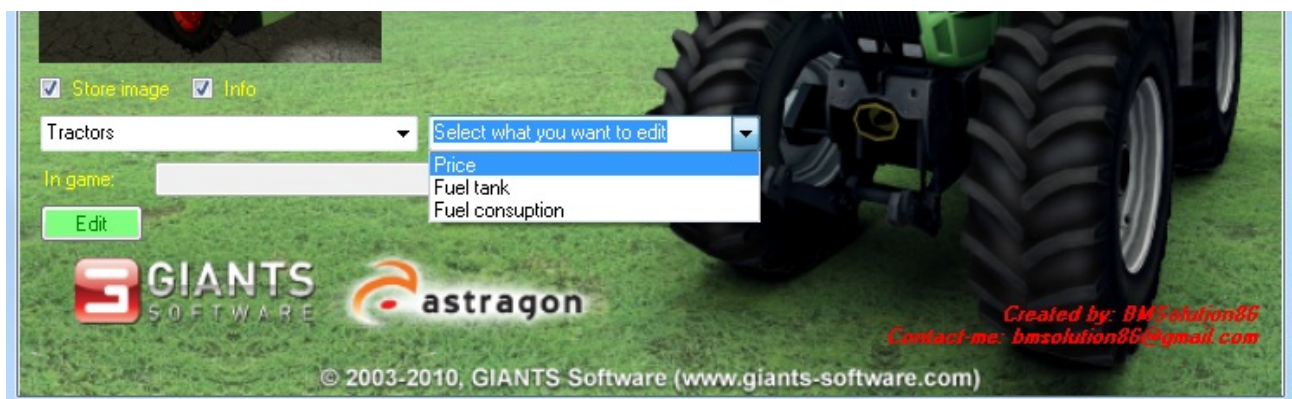 Store image Info
Tractors Select what you want to edit
Price
In game:
Fuel tank
Fuel consuption
Edit
GIANTS
SOFTWARE
astragon
Created by: BMSolution86
Contact-me: bmsolution86@gmail.com
© 2003-2010, GIANTS Software (www.giants-software.com)